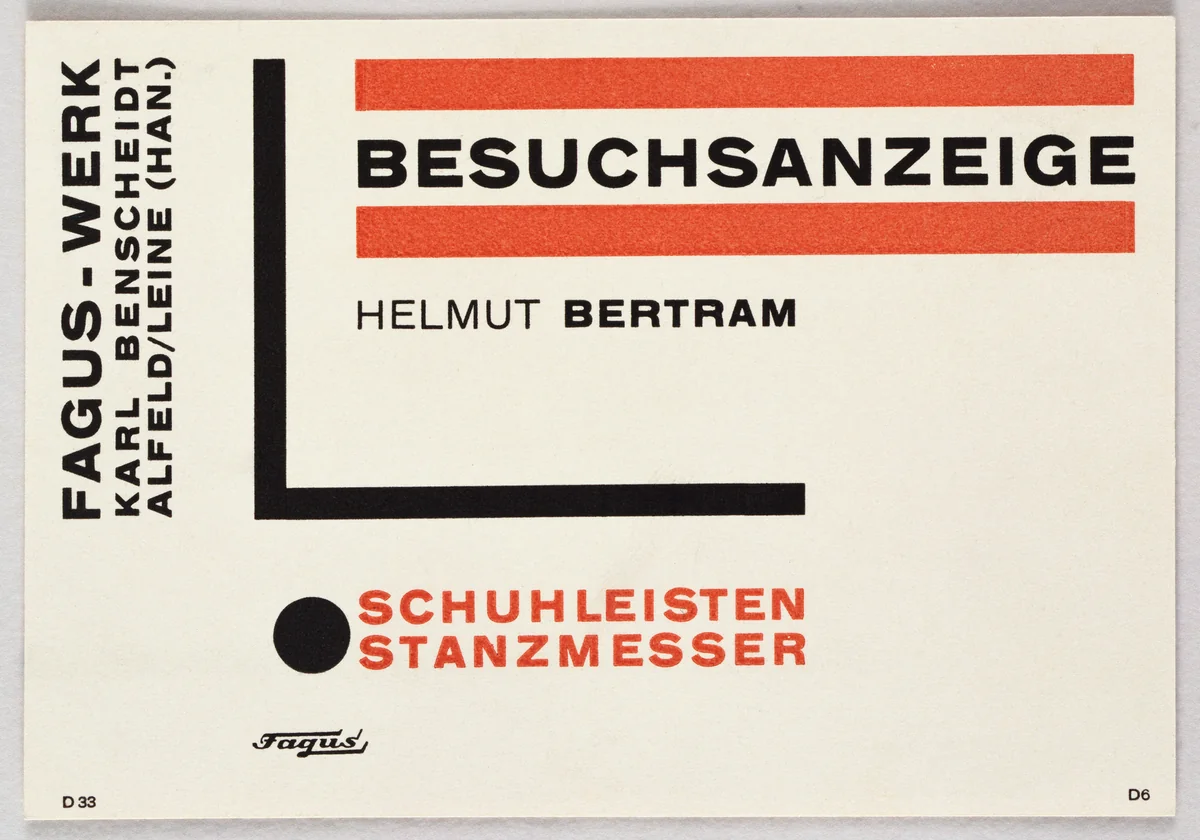 FAGUS-WERK
KARL BENSCHEIDT
ALFELD/LEINE (HAN.)
BESUCHSANZEIGE
HELMUT BERTRAM
SCHUHLEISTEN
STANZMESSER
Fagus
D 33
D6